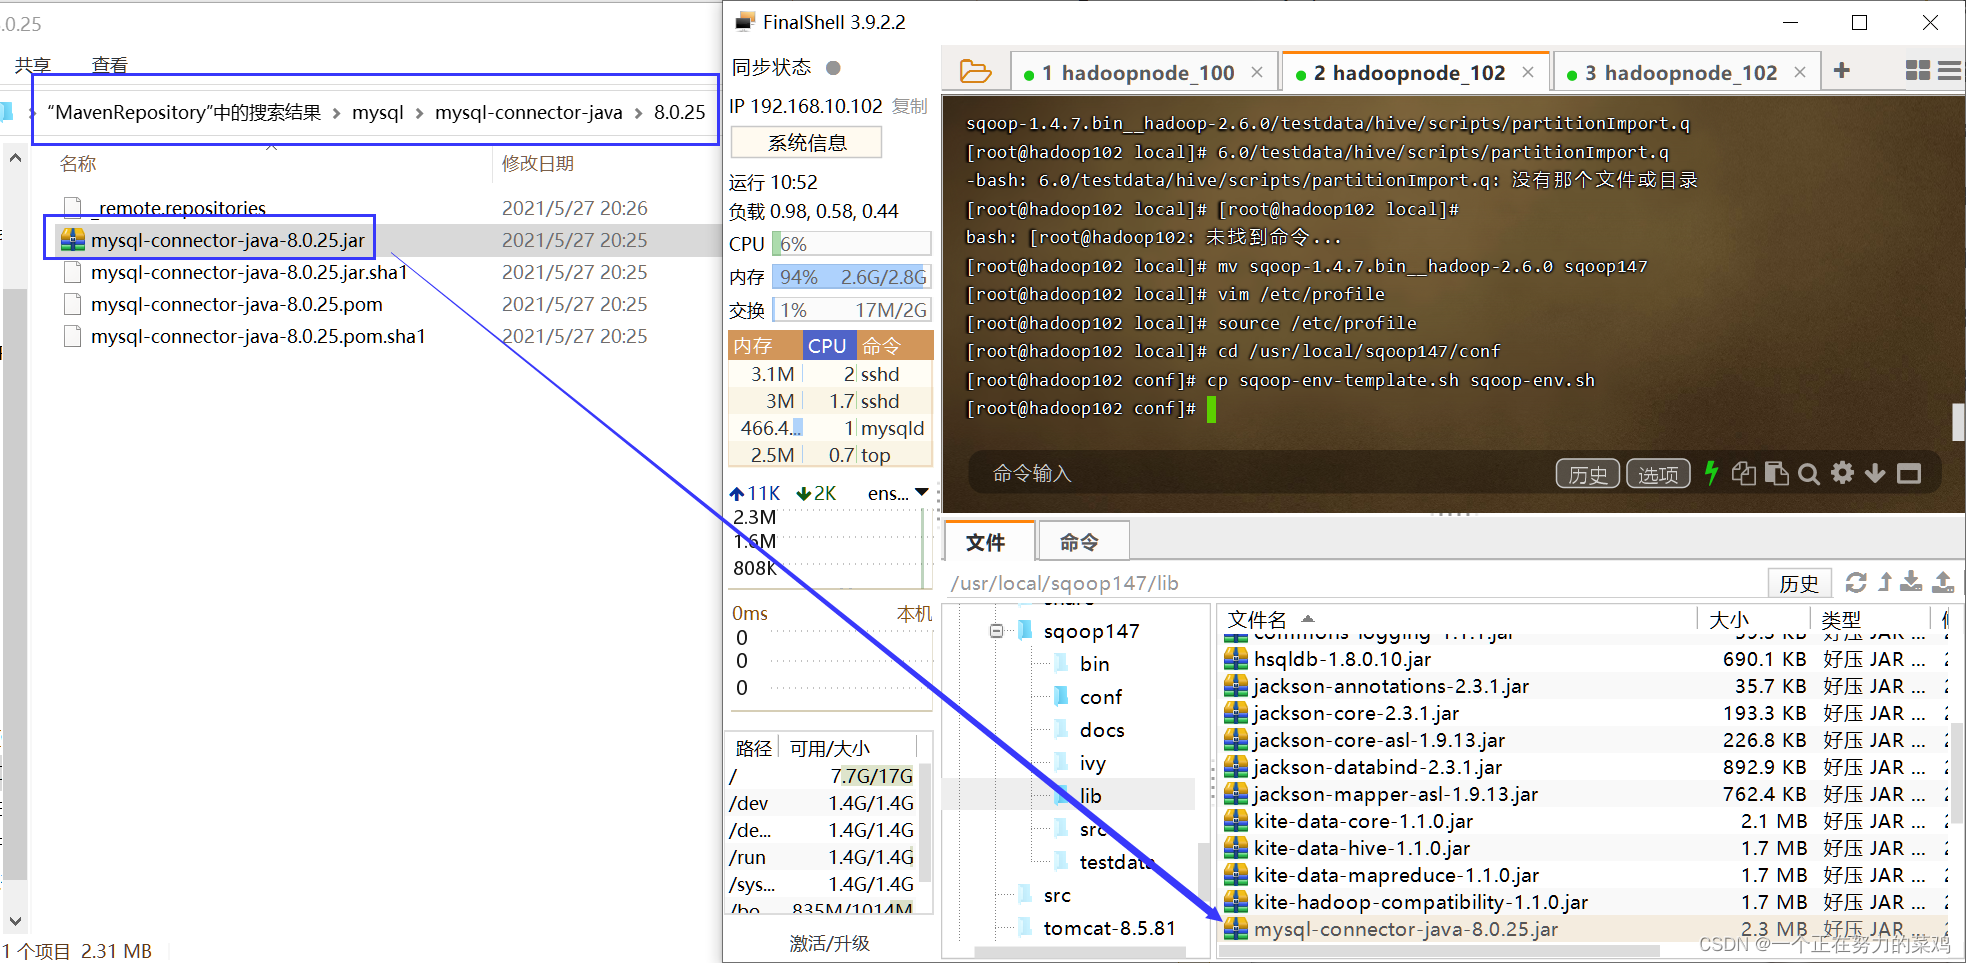 .0.25
共享 查看
“MavenRepository”中的搜索结果 › mysql › mysql-connector-java › 8.0.25
名称 修改日期
_remote.repositories 2021/5/27 20:26
mysql-connector-java-8.0.25.jar 2021/5/27 20:25
mysql-connector-java-8.0.25.jar.sha1 2021/5/27 20:25
mysql-connector-java-8.0.25.pom 2021/5/27 20:25
mysql-connector-java-8.0.25.pom.sha1 2021/5/27 20:25
1 个项目 2.31 MB
FinalShell 3.9.2.2
同步状态
IP 192.168.10.102 复制
系统信息
运行 10:52
负载 0.98, 0.58, 0.44
CPU 6%
内存 94% 2.6G/2.8G
交换 1% 17M/2G
内存 CPU 命令
3.1M 2 sshd
3M 1.7 sshd
466.4... 1 mysqld
2.5M 0.7 top
11K 2K ens...
2.3M
1.6M
808K
0ms 本机
0
0
0
路径 可用/大小
/ 7.7G/17G
/dev 1.4G/1.4G
/de... 1.4G/1.4G
/run 1.4G/1.4G
/sys... 1.4G/1.4G
/bo 835M/1014M
激活/升级
1 hadoopnode_100 × 2 hadoopnode_102 × 3 hadoopnode_102 × +
sqoop-1.4.7.bin__hadoop-2.6.0/testdata/hive/scripts/partitionImport.q
[root@hadoop102 local]# 6.0/testdata/hive/scripts/partitionImport.q
-bash: 6.0/testdata/hive/scripts/partitionImport.q: 没有那个文件或目录
[root@hadoop102 local]# [root@hadoop102 local]#
bash: [root@hadoop102: 未找到命令...
[root@hadoop102 local]# mv sqoop-1.4.7.bin__hadoop-2.6.0 sqoop147
[root@hadoop102 local]# vim /etc/profile
[root@hadoop102 local]# source /etc/profile
[root@hadoop102 local]# cd /usr/local/sqoop147/conf
[root@hadoop102 conf]# cp sqoop-env-template.sh sqoop-env.sh
[root@hadoop102 conf]#
命令输入 历史 选项
文件 命令
/usr/local/sqoop147/lib 历史
share
sqoop147
bin
conf
docs
ivy
lib
src
testdata
src
tomcat-8.5.81
文件名 大小 类型
commons-logging-1.1.1.jar 59.3 KB 好压 JAR ...
hsqldb-1.8.0.10.jar 690.1 KB 好压 JAR ...
jackson-annotations-2.3.1.jar 35.7 KB 好压 JAR ...
jackson-core-2.3.1.jar 193.3 KB 好压 JAR ...
jackson-core-asl-1.9.13.jar 226.8 KB 好压 JAR ...
jackson-databind-2.3.1.jar 892.9 KB 好压 JAR ...
jackson-mapper-asl-1.9.13.jar 762.4 KB 好压 JAR ...
kite-data-core-1.1.0.jar 2.1 MB 好压 JAR ...
kite-data-hive-1.1.0.jar 1.7 MB 好压 JAR ...
kite-data-mapreduce-1.1.0.jar 1.7 MB 好压 JAR ...
kite-hadoop-compatibility-1.1.0.jar 1.7 MB 好压 JAR ...
mysql-connector-java-8.0.25.jar 2.3 MB 好压 JAR ...
CSDN @一个正在努力的菜鸡